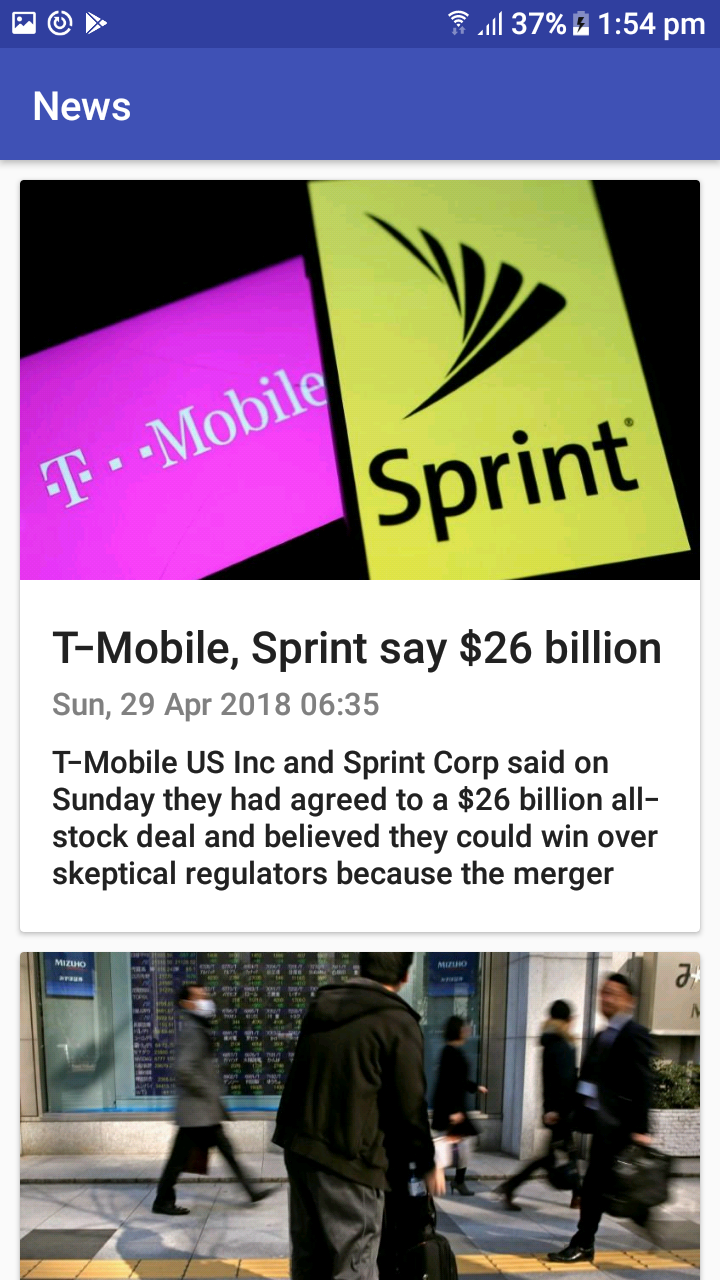 37% 1:54 pm
News
T-Mobile
Sprint
T-Mobile, Sprint say $26 billion
Sun, 29 Apr 2018 06:35
T-Mobile US Inc and Sprint Corp said on
Sunday they had agreed to a $26 billion all-
stock deal and believed they could win over
skeptical regulators because the merger
MIZUHO
MIZUHO